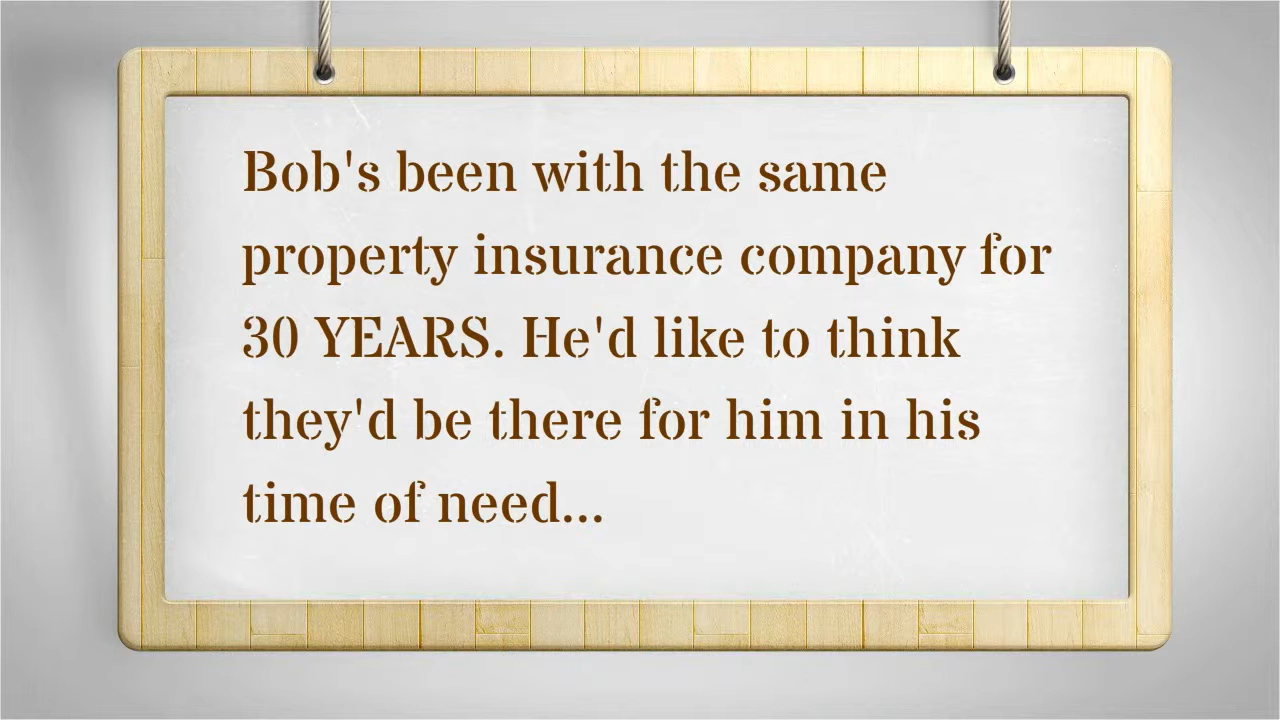 Bob's been with the same
property insurance company for
30 YEARS. He'd like to think
they'd be there for him in his
time of need...